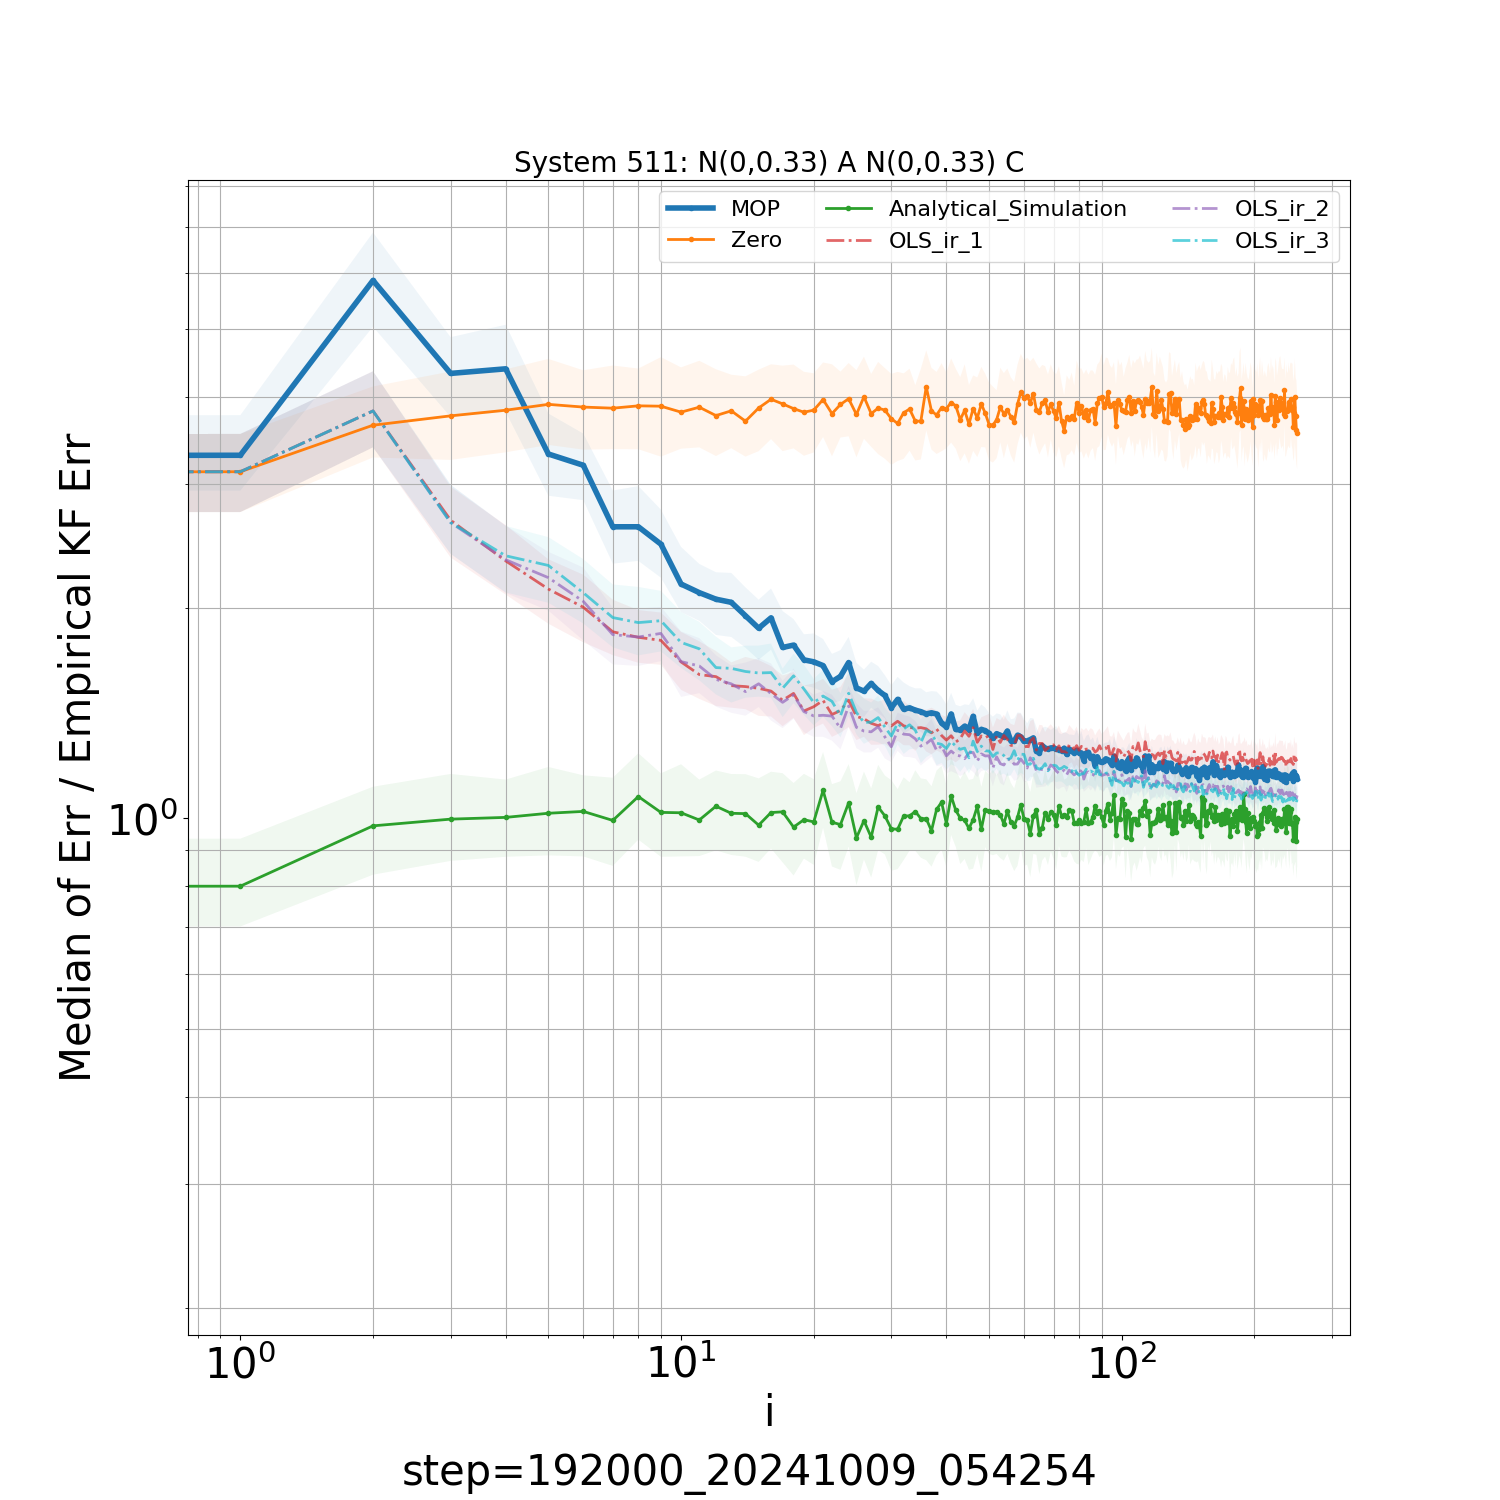 System 511: N(0,0.33) A N(0,0.33) C
MOP
Zero
Analytical_Simulation
OLS_ir_1
OLS_ir_2
OLS_ir_3
Median of Err / Empirical KF Err
10⁰
10⁰ 10¹ 10²
i
step=192000_20241009_054254